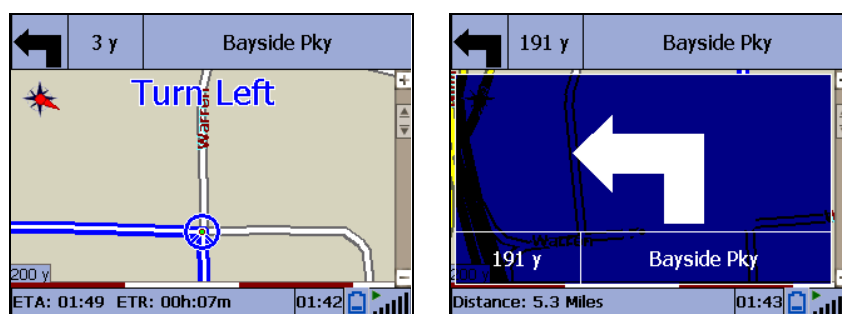 3 y
Bayside Pky
Turn Left
Warren
200 y
ETA: 01:49 ETR: 00h:07m
01:42
191 y
Bayside Pky
Warren
191 y
Bayside Pky
Distance: 5.3 Miles
01:43